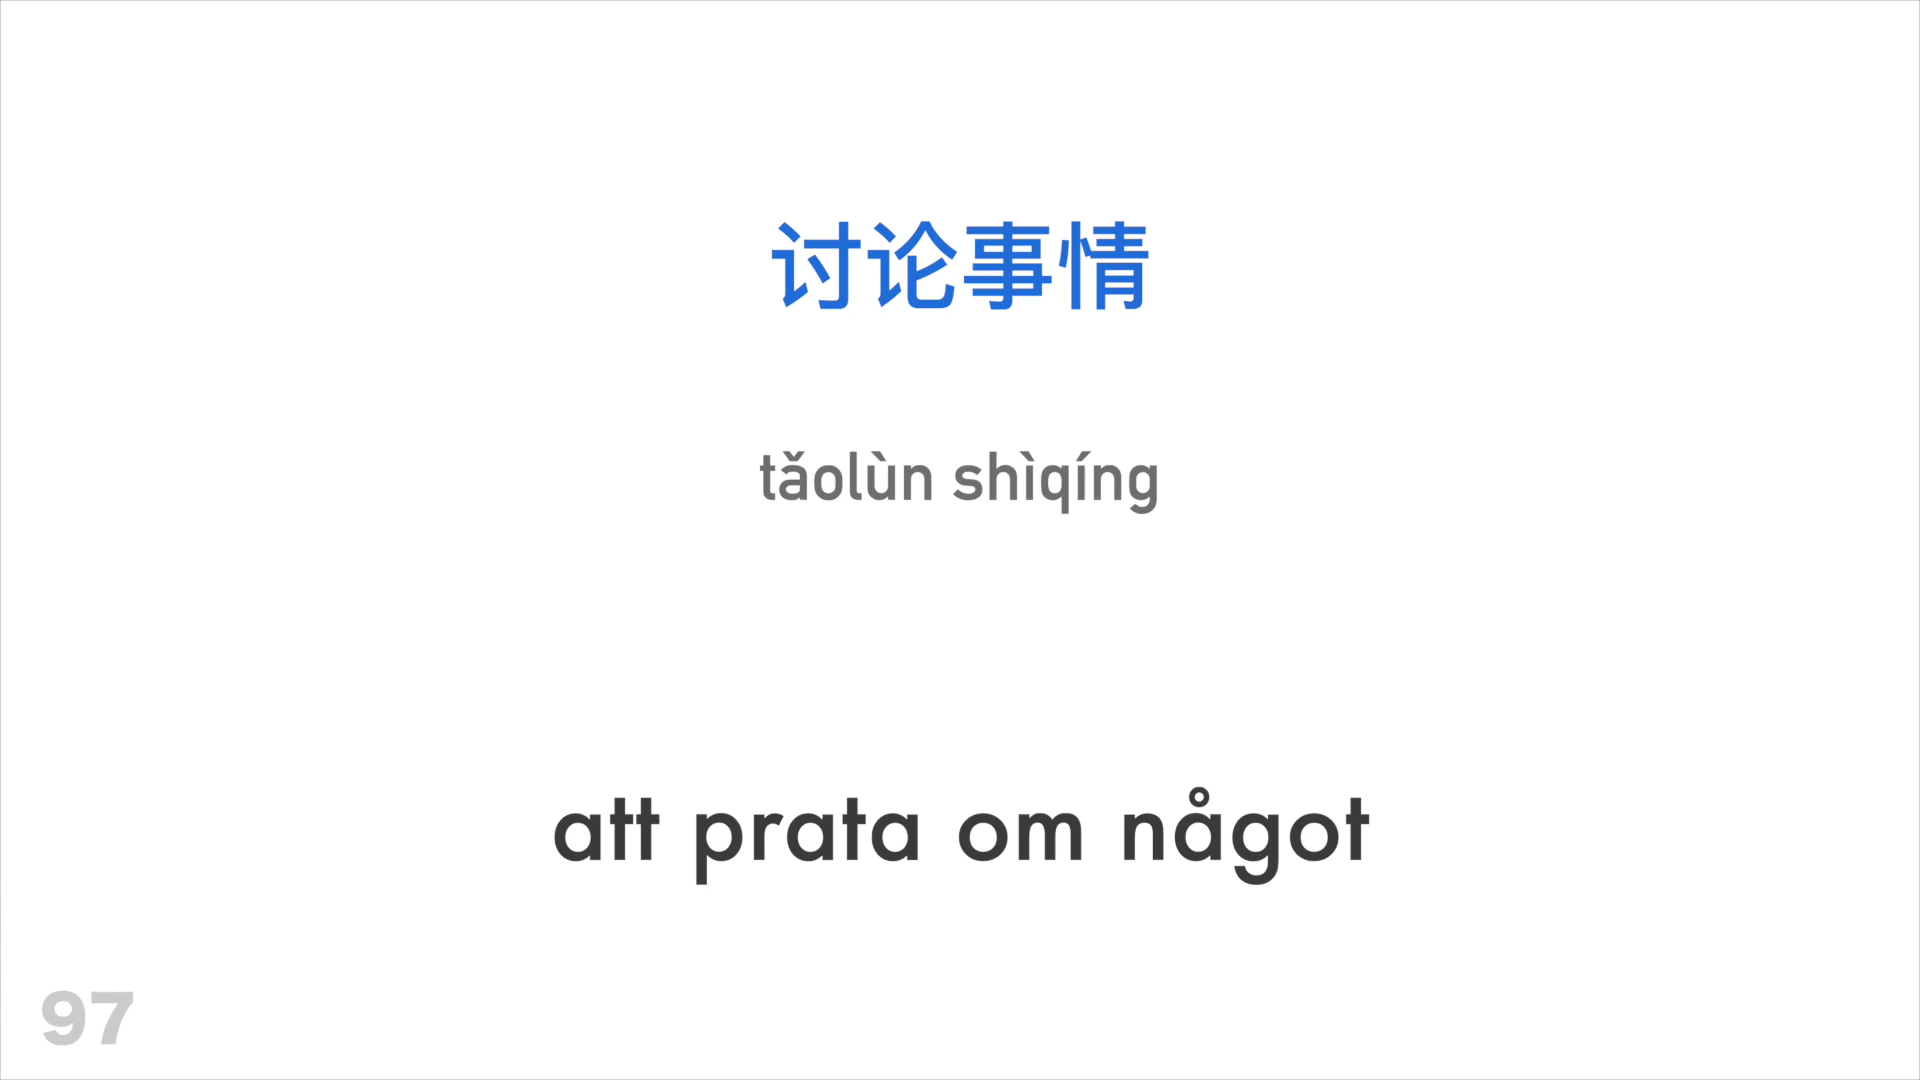 讨论事情
tǎolùn shìqíng
att prata om något
97